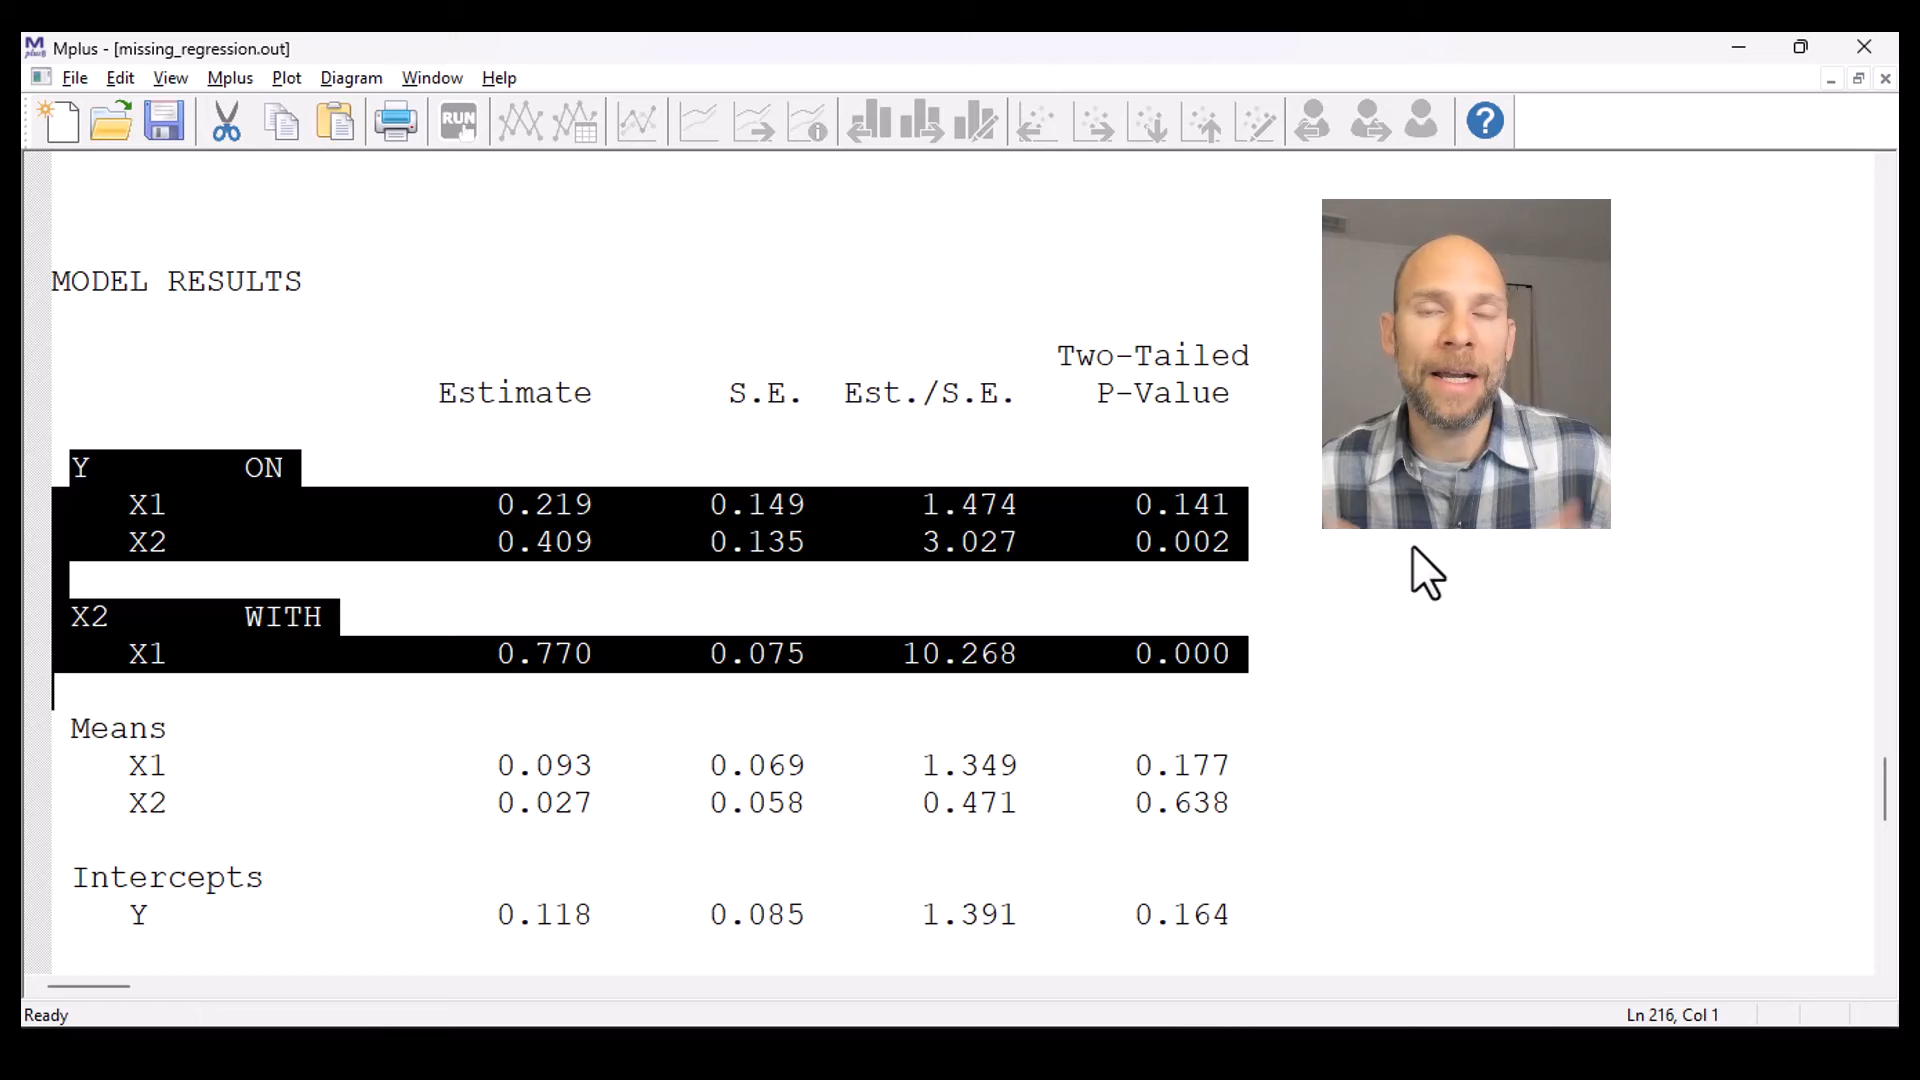 Mplus - [missing_regression.out]
File Edit View Mplus Plot Diagram Window Help
RUN
MODEL RESULTS
Two-Tailed
Estimate S.E. Est./S.E. P-Value
Y ON
X1 0.219 0.149 1.474 0.141
X2 0.409 0.135 3.027 0.002
X2 WITH
X1 0.770 0.075 10.268 0.000
Means
X1 0.093 0.069 1.349 0.177
X2 0.027 0.058 0.471 0.638
Intercepts
Y 0.118 0.085 1.391 0.164
Ready Ln 216, Col 1